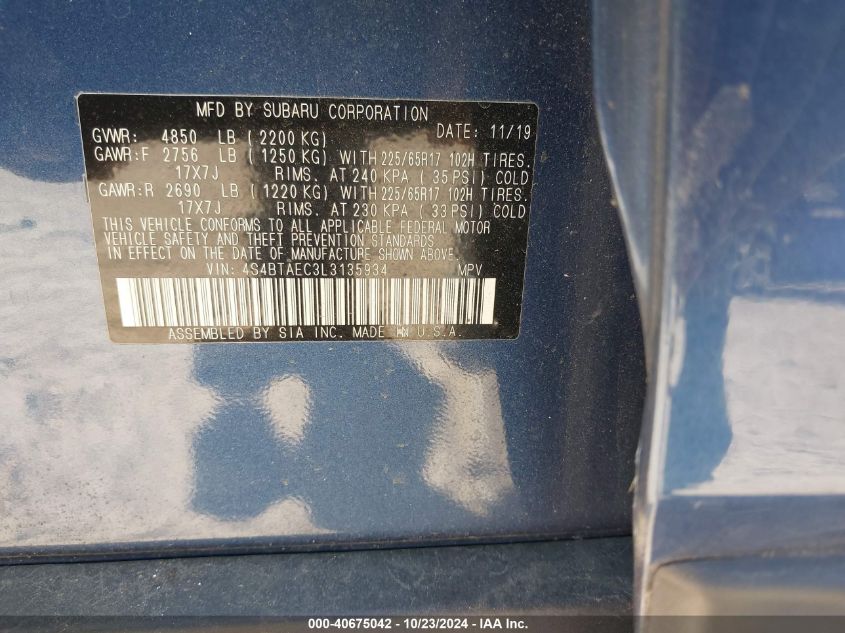 MFD BY SUBARU CORPORATION
GVWR: 4850 LB ( 2200 KG) DATE: 11/19
GAWR:F 2756 LB ( 1250 KG) WITH 225/65R17 102H TIRES.
17X7J RIMS. AT 240 KPA ( 35 PSI) COLD
GAWR:R 2690 LB ( 1220 KG) WITH 225/65R17 102H TIRES.
17X7J RIMS. AT 230 KPA ( 33 PSI) COLD
THIS VEHICLE CONFORMS TO ALL APPLICABLE FEDERAL MOTOR
VEHICLE SAFETY AND THEFT PREVENTION STANDARDS
IN EFFECT ON THE DATE OF MANUFACTURE SHOWN ABOVE.
VIN: 4S4BTAEC3L3135934 MPV
ASSEMBLED BY SIA INC. MADE IN U.S.A.
000-40675042 - 10/23/2024 - IAA Inc.